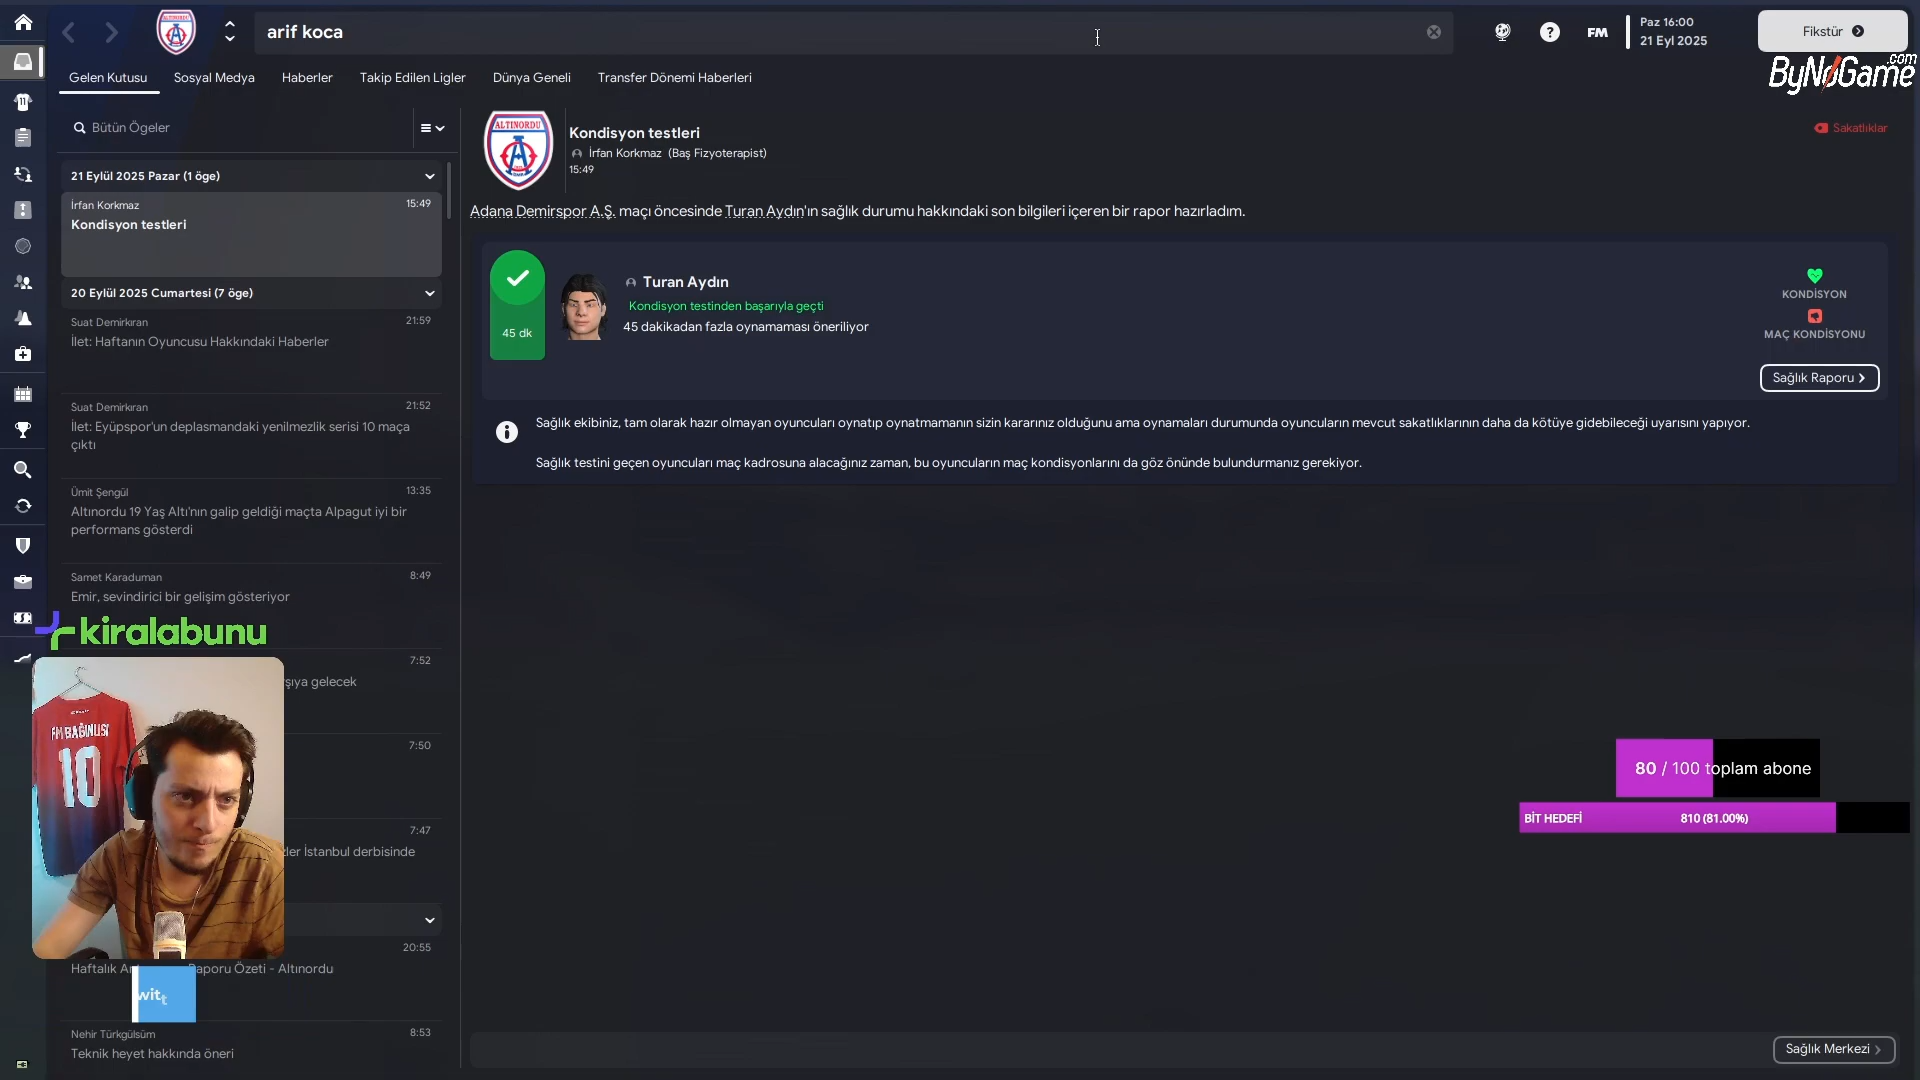 arif koca
FM
Paz 16:00
21 Eyl 2025
Fikstür
ByNoGame.com
Gelen Kutusu
Sosyal Medya
Haberler
Takip Edilen Ligler
Dünya Geneli
Transfer Dönemi Haberleri
Bütün Ögeler
21 Eylül 2025 Pazar (1 öge)
İrfan Korkmaz 15:49
Kondisyon testleri
20 Eylül 2025 Cumartesi (7 öge)
Suat Demirkıran 21:59
İlet: Haftanın Oyuncusu Hakkındaki Haberler
Suat Demirkıran 21:52
İlet: Eyüpspor'un deplasmandaki yenilmezlik serisi 10 maça
çıktı
Ümit Şengül 13:35
Altınordu 19 Yaş Altı'nın galip geldiği maçta Alpagut iyi bir
performans gösterdi
Samet Karaduman 8:49
Emir, sevindirici bir gelişim gösteriyor
kiralabunu
7:52
şıya gelecek
7:50
7:47
İstanbul derbisinde
20:55
Haftalık Raporu Özeti - Altınordu
Nehir Türkgülsüm 8:53
Teknik heyet hakkında öneri
FM BAĞIMLISI
10
wit
ALTINORDU
Kondisyon testleri
İrfan Korkmaz (Baş Fizyoterapist)
15:49
Sakatlıklar
Adana Demirspor A.Ş. maçı öncesinde Turan Aydın'ın sağlık durumu hakkındaki son bilgileri içeren bir rapor hazırladım.
45 dk
Turan Aydın
Kondisyon testinden başarıyla geçti
45 dakikadan fazla oynamaması öneriliyor
KONDİSYON
MAÇ KONDİSYONU
Sağlık Raporu
Sağlık ekibiniz, tam olarak hazır olmayan oyuncuları oynatıp oynatmamanın sizin kararınız olduğunu ama oynamaları durumunda oyuncuların mevcut sakatlıklarının daha da kötüye gidebileceği uyarısını yapıyor.
Sağlık testini geçen oyuncuları maç kadrosuna alacağınız zaman, bu oyuncuların maç kondisyonlarını da göz önünde bulundurmanız gerekiyor.
80 / 100 toplam abone
BİT HEDEFİ 810 (81.00%)
Sağlık Merkezi